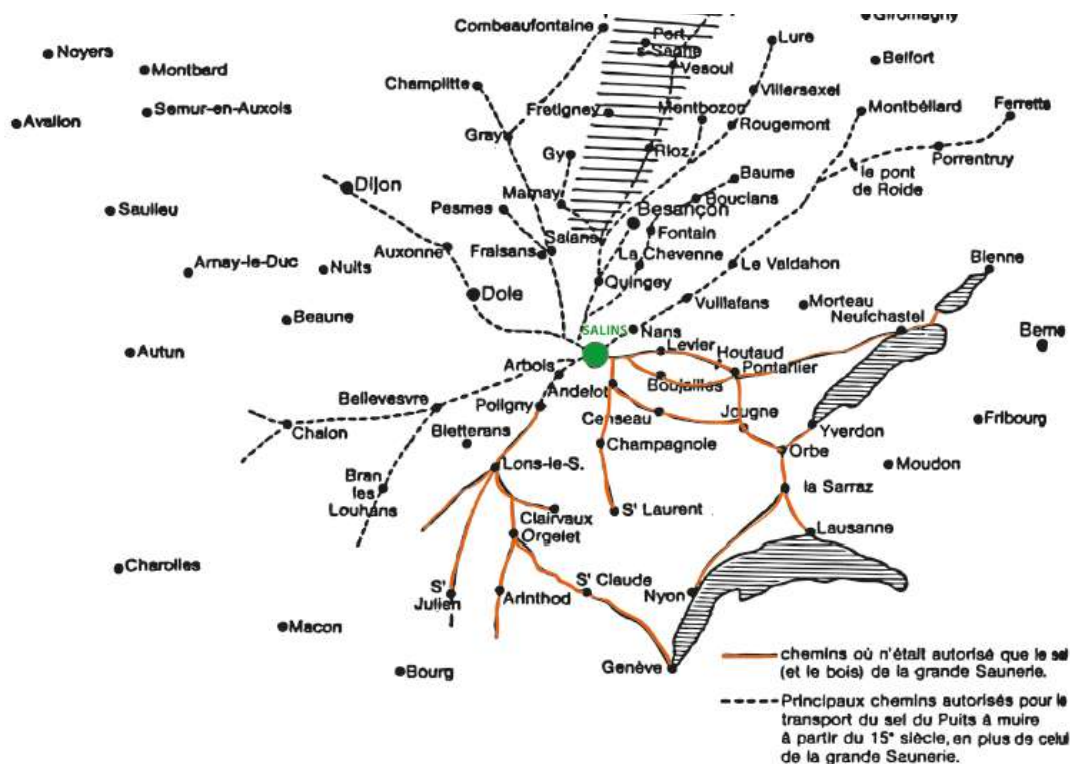 Giromagny
Combeaufontaine
Port.
s-Saône
Lure
Noyers
Montbard
Vesoul
Belfort
Champlitte
Villersexel
Semur-en-Auxois
Fretigney
Montbozon
Montbéliard
Ferrette
Avallon
Gray
Rougemont
Gy
Rioz
Porrentruy
Baume
le pont
de Roide
Dijon
Marnay
Bouclans
Saulieu
Pesmes
Besançon
Salans
Fontain
Auxonne
Fraisans
La Chevenne
Le Valdahon
Bienne
Arnay-le-Duc
Nuits
Quingey
Dole
Vuillafans
Morteau
Neufchastel
Beaune
SALINS
Nans
Berne
Levier
Houtaud
Autun
Arbois
Pontarlier
Boujailles
Andelot
Bellevesvre
Poligny
Censeau
Jougne
Fribourg
Chalon
Bletterans
Champagnole
Yverdon
Orbe
Lons-le-S.
Moudon
Bran
les
Louhans
la Sarraz
Clairvaux
St Laurent
Orgelet
Lausanne
Charolles
St
Julien
Arinthod
St Claude
Nyon
Macon
Genève
Bourg
chemins où n'était autorisé que le sel
(et le bois) de la grande Saunerie.
Principaux chemins autorisés pour le
transport du sel du Puits à muire
à partir du 15e siècle, en plus de celui
de la grande Saunerie.